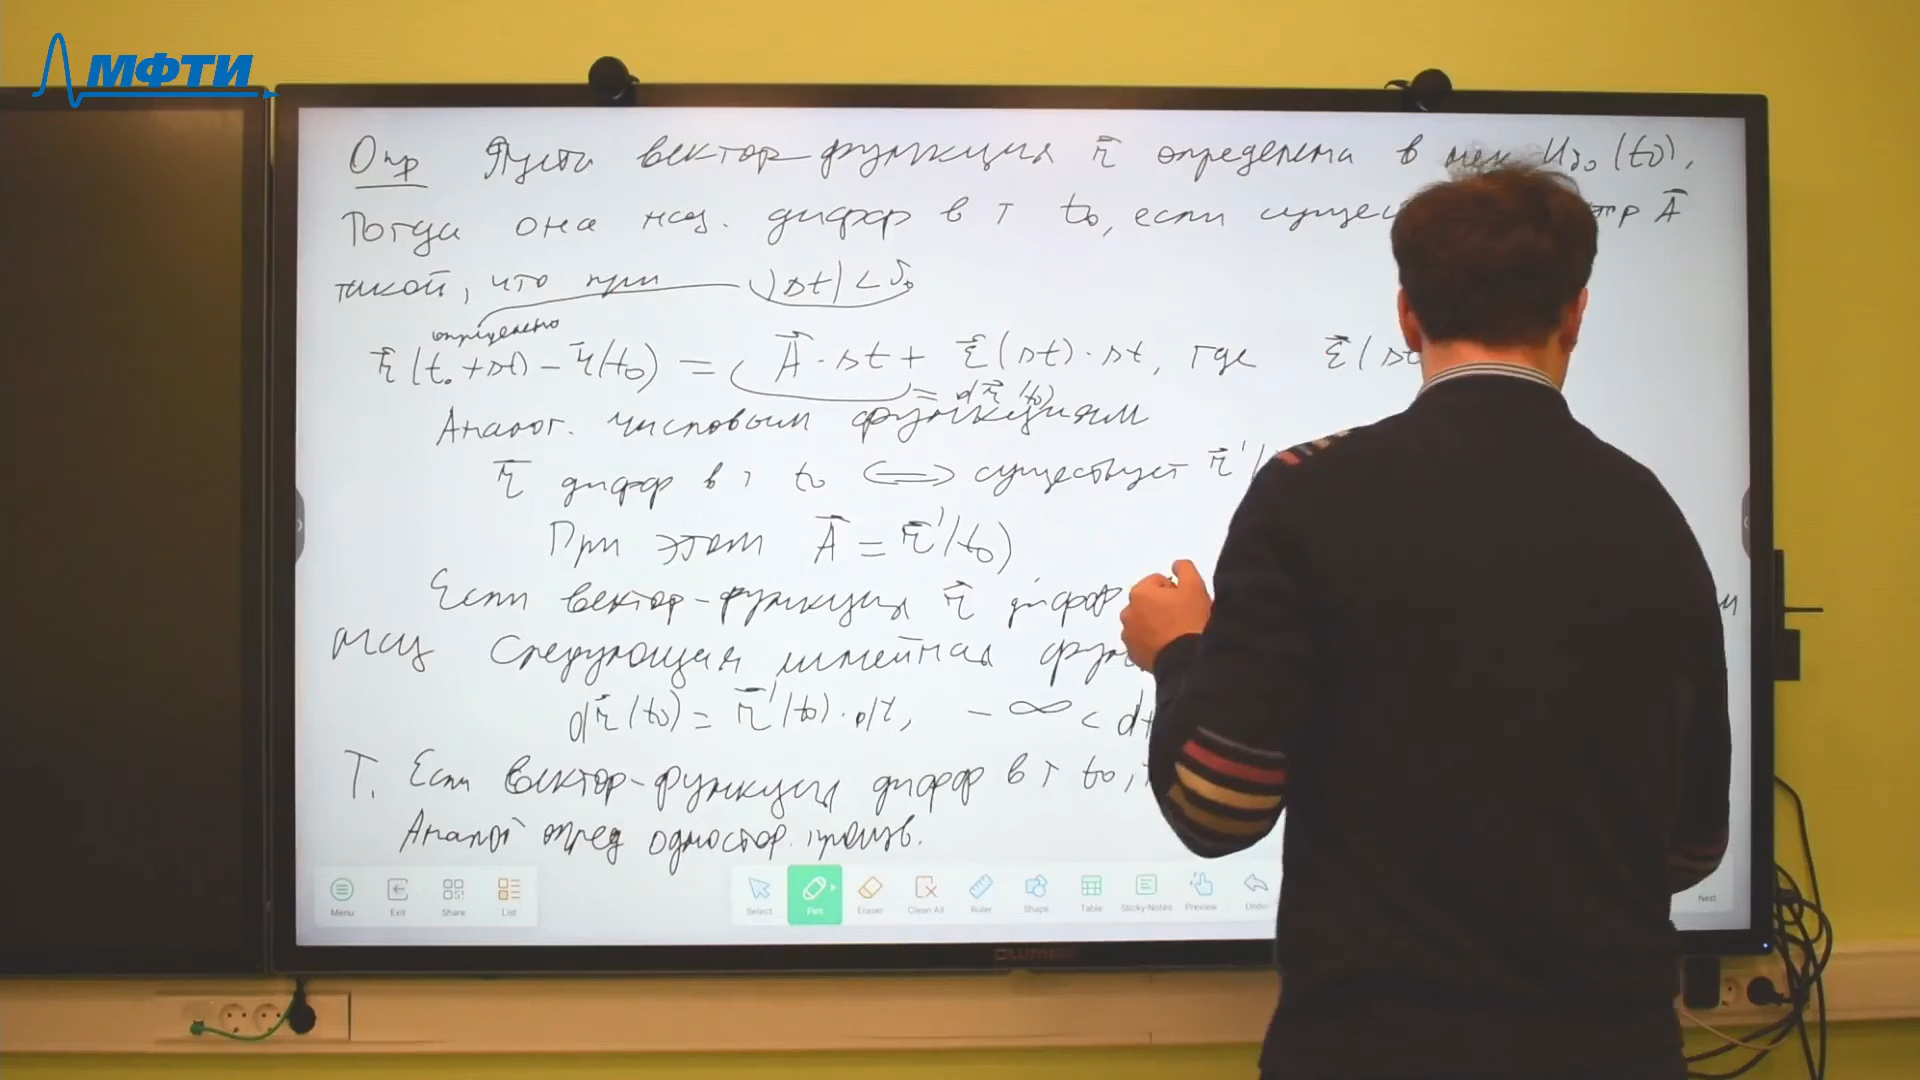 МФТИ
Опр Пусть вектор-функция r⃗ определена в нек U_δ₀(t₀).
Тогда она наз. дифф в т t₀, если сущес A⃗
такой, что при |Δt| < δ₀
определено
r⃗(t₀+Δt) − r⃗(t₀) = A⃗·Δt + ε⃗(Δt)·Δt, где ε⃗(Δt
= dr⃗(t₀)
Аналог. числовым функциям
r⃗ дифф в т t₀ ⟺ существует r⃗'(
При этом A⃗ = r⃗'(t₀)
Если вектор-функция r⃗ дифф
наз следующая линейная фун
dr⃗(t₀) = r⃗'(t₀)·dt, −∞ < dt
Т. Если вектор-функция дифф в т t₀,
Аналог опред одностор. произв.
Menu Exit Share List Select Pen Eraser Clean All Ruler Shape Table Sticky-Notes Preview Undo Next